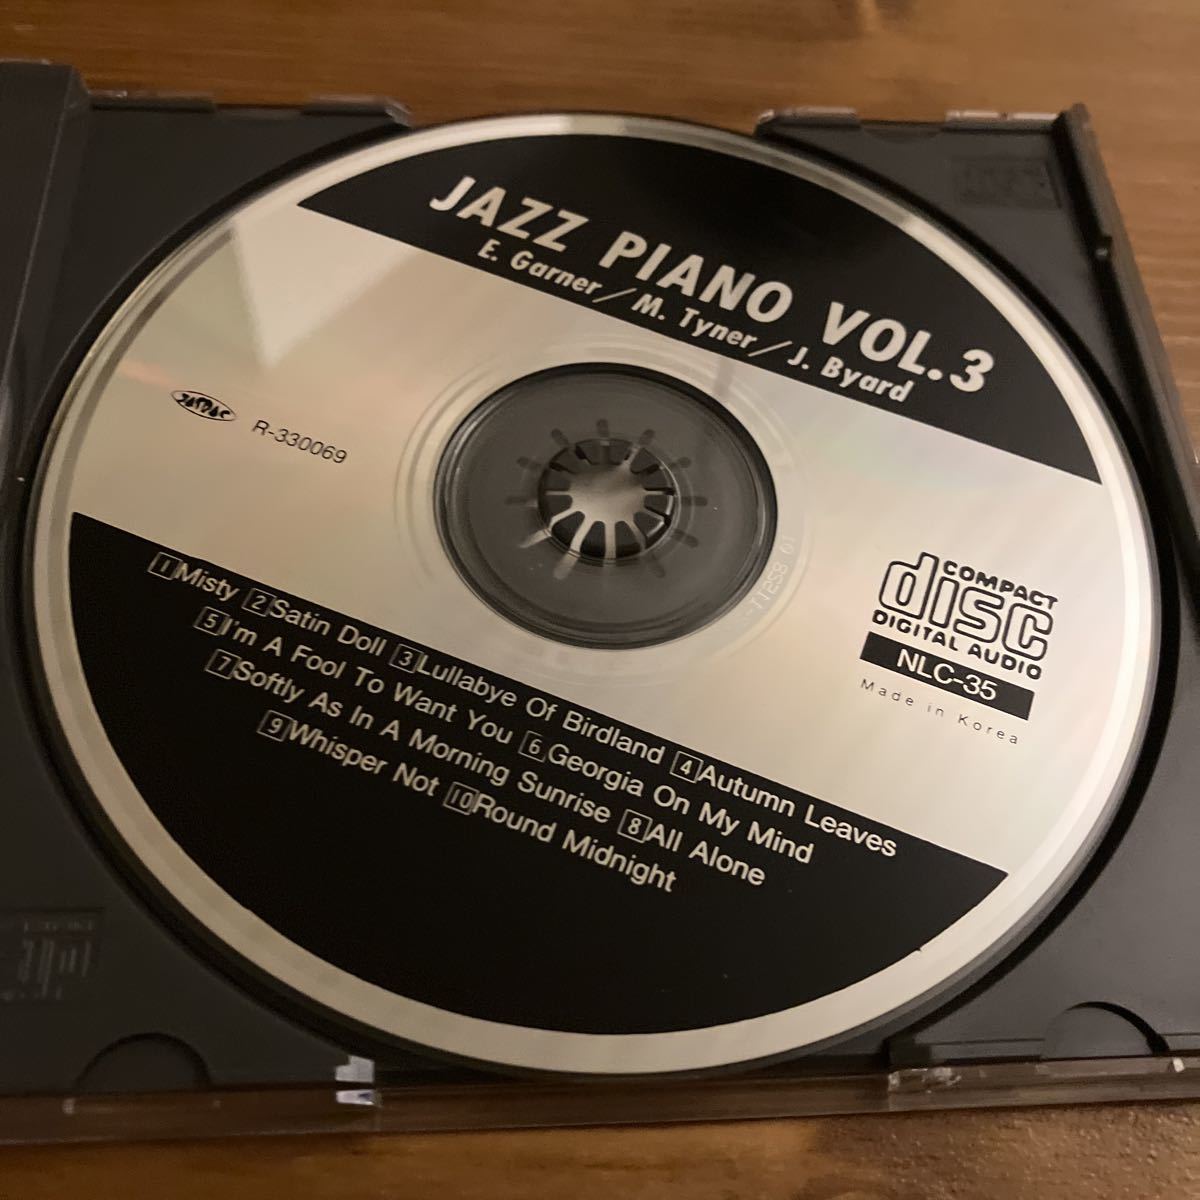 JAZZ PIANO VOL.3
E. Garner/M. Tyner/J. Byard
JASRAC
R-330069
COMPACT
disc
DIGITAL AUDIO
NLC-35
Made in Korea
1 Misty 2 Satin Doll 3 Lullabye Of Birdland 4 Autumn Leaves
5 I'm A Fool To Want You 6 Georgia On My Mind
7 Softly As In A Morning Sunrise 8 All Alone
9 Whisper Not 10 Round Midnight